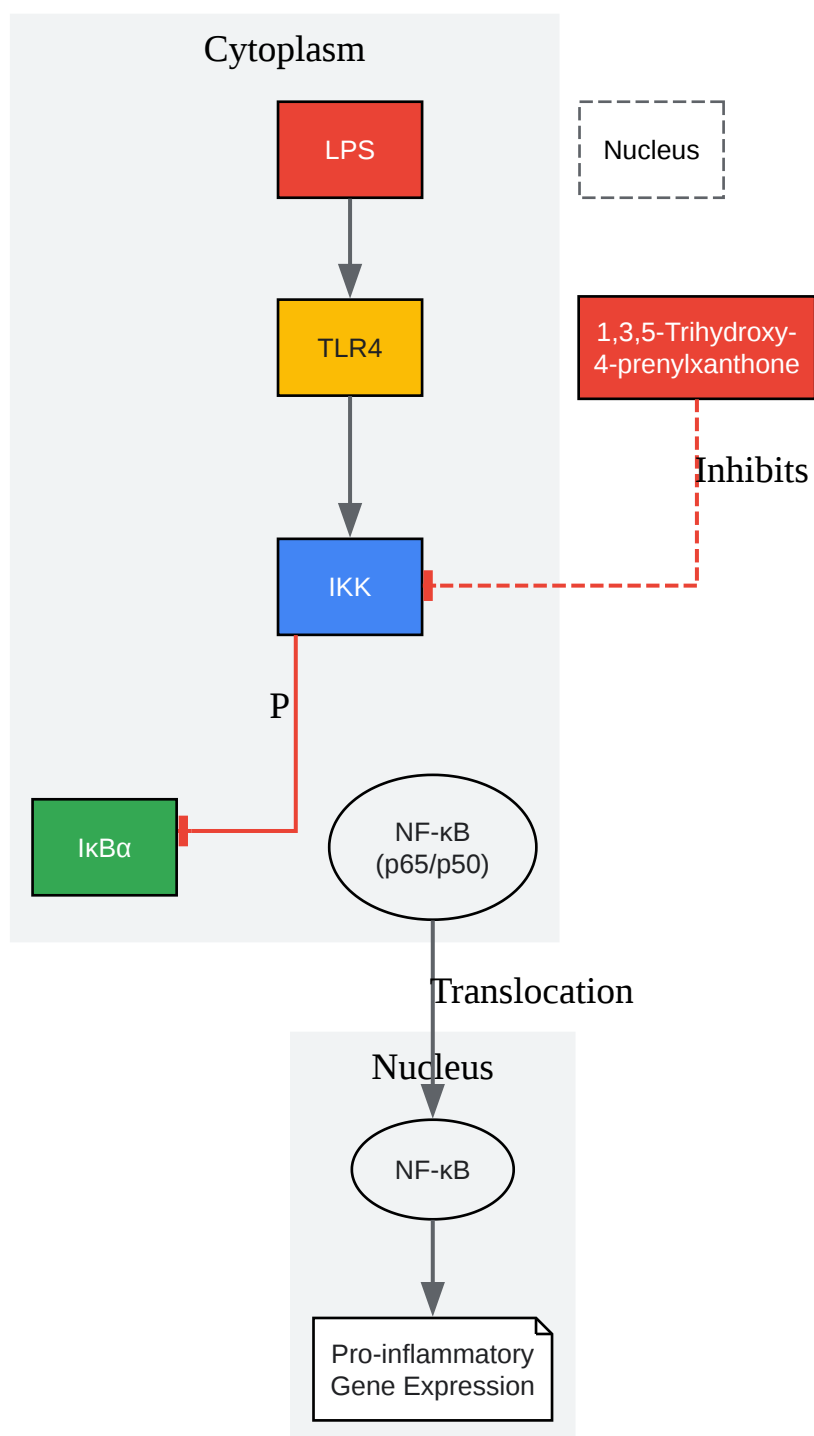 Cytoplasm
LPS
Nucleus
TLR4
1,3,5-Trihydroxy-
4-prenylxanthone
Inhibits
IKK
P
IκBα
NF-κB
(p65/p50)
Translocation
Nucleus
NF-κB
Pro-inflammatory
Gene Expression